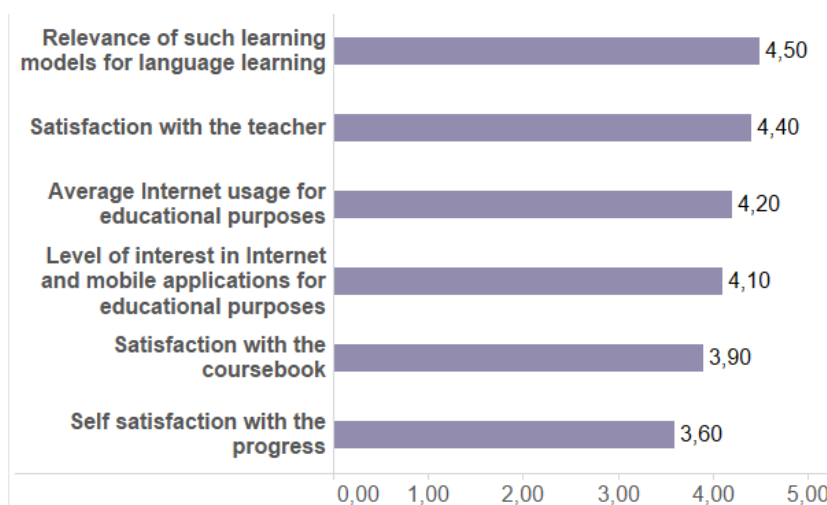 Relevance of such learning
models for language learning
4,50
Satisfaction with the teacher
4,40
Average Internet usage for
educational purposes
4,20
Level of interest in Internet
and mobile applications for
educational purposes
4,10
Satisfaction with the
coursebook
3,90
Self satisfaction with the
progress
3,60
0,00 1,00 2,00 3,00 4,00 5,00